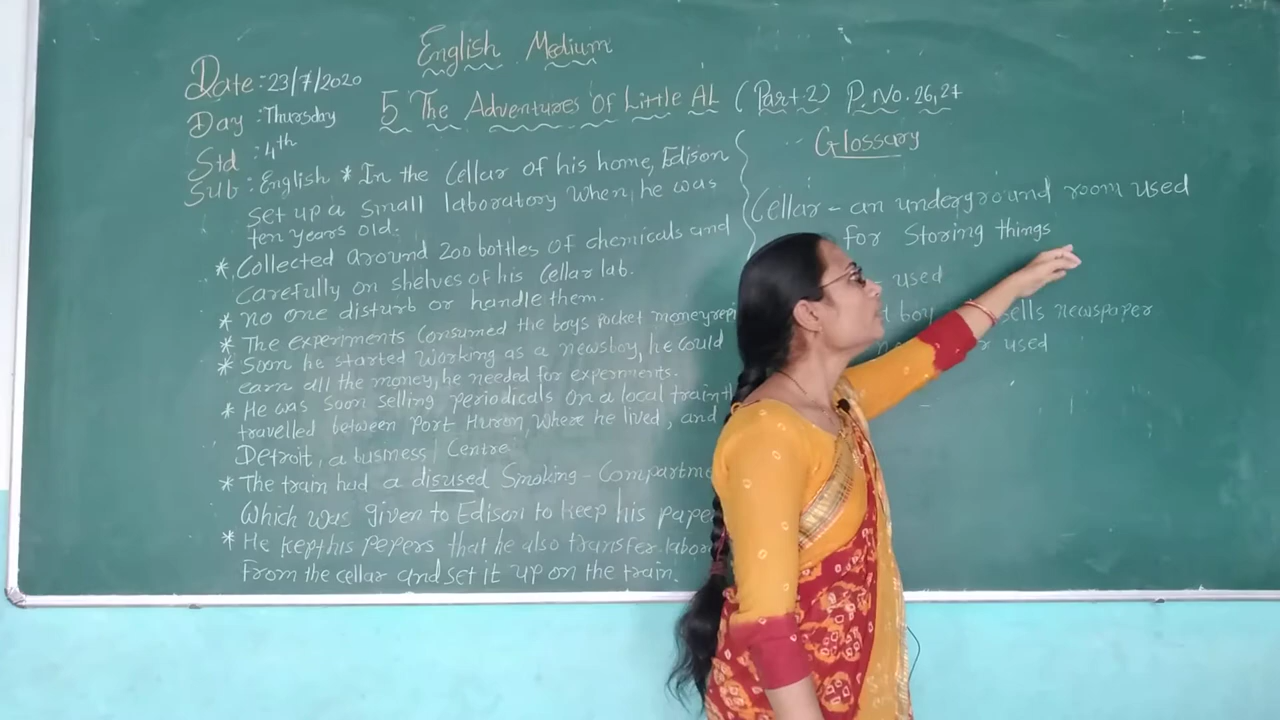 English Medium
Date: 23/7/2020
Day: Thursday
Std: 4th
Sub: English
5 The Adventures of Little AL (Part-2) P. No. 26, 27
* In the Cellar of his home, Edison
set up a small laboratory when, he was
ten years old.
* Collected around 200 bottles of chemicals and
carefully on shelves of his Cellar lab.
* no one disturb or handle them.
* The experiments consumed the boys pocket money
* Soon he started working as a newsboy, he could
earn all the money, he needed for experments.
* He was soon selling periodicals on a local train
travelled between Port Huron, where he lived, and
Detroit, a business centre.
* The train had a disused Smoking-
which was given to Edison to keep his
* He kept his pepers that he also transfer
From the cellar and set it up on the train.
Glossary
Cellar - an underground room used
for storing things
used
boy sells newspaper
used